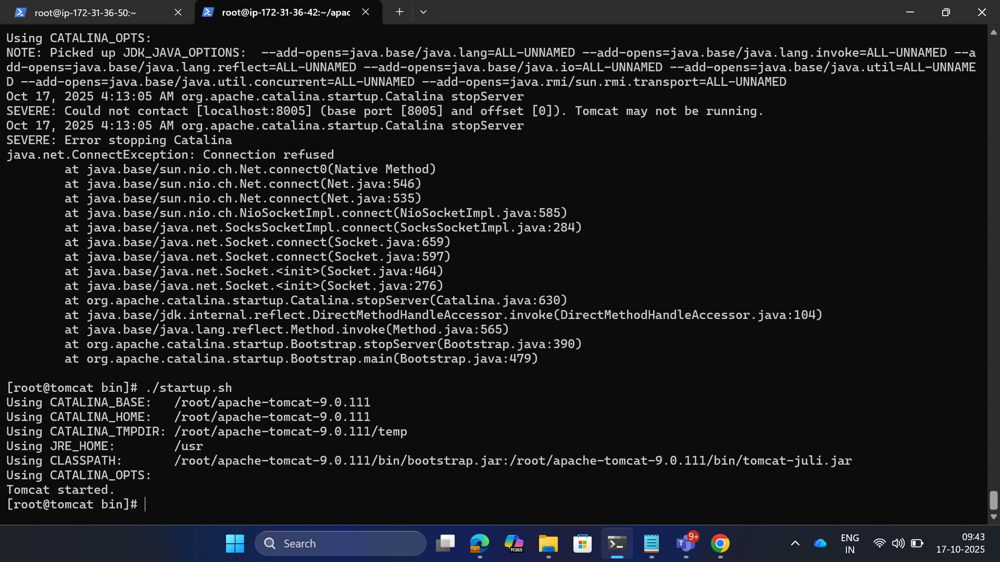 root@ip-172-31-36-50:~
root@ip-172-31-36-42:~/apac
Using CATALINA_OPTS:
NOTE: Picked up JDK_JAVA_OPTIONS:  --add-opens=java.base/java.lang=ALL-UNNAMED --add-opens=java.base/java.lang.invoke=ALL-UNNAMED --a
dd-opens=java.base/java.lang.reflect=ALL-UNNAMED --add-opens=java.base/java.io=ALL-UNNAMED --add-opens=java.base/java.util=ALL-UNNAME
D --add-opens=java.base/java.util.concurrent=ALL-UNNAMED --add-opens=java.rmi/sun.rmi.transport=ALL-UNNAMED
Oct 17, 2025 4:13:05 AM org.apache.catalina.startup.Catalina stopServer
SEVERE: Could not contact [localhost:8005] (base port [8005] and offset [0]). Tomcat may not be running.
Oct 17, 2025 4:13:05 AM org.apache.catalina.startup.Catalina stopServer
SEVERE: Error stopping Catalina
java.net.ConnectException: Connection refused
        at java.base/sun.nio.ch.Net.connect0(Native Method)
        at java.base/sun.nio.ch.Net.connect(Net.java:546)
        at java.base/sun.nio.ch.Net.connect(Net.java:535)
        at java.base/sun.nio.ch.NioSocketImpl.connect(NioSocketImpl.java:585)
        at java.base/java.net.SocksSocketImpl.connect(SocksSocketImpl.java:284)
        at java.base/java.net.Socket.connect(Socket.java:659)
        at java.base/java.net.Socket.connect(Socket.java:597)
        at java.base/java.net.Socket.<init>(Socket.java:464)
        at java.base/java.net.Socket.<init>(Socket.java:276)
        at org.apache.catalina.startup.Catalina.stopServer(Catalina.java:630)
        at java.base/jdk.internal.reflect.DirectMethodHandleAccessor.invoke(DirectMethodHandleAccessor.java:104)
        at java.base/java.lang.reflect.Method.invoke(Method.java:565)
        at org.apache.catalina.startup.Bootstrap.stopServer(Bootstrap.java:390)
        at org.apache.catalina.startup.Bootstrap.main(Bootstrap.java:479)
[root@tomcat bin]# ./startup.sh
Using CATALINA_BASE:   /root/apache-tomcat-9.0.111
Using CATALINA_HOME:   /root/apache-tomcat-9.0.111
Using CATALINA_TMPDIR: /root/apache-tomcat-9.0.111/temp
Using JRE_HOME:        /usr
Using CLASSPATH:       /root/apache-tomcat-9.0.111/bin/bootstrap.jar:/root/apache-tomcat-9.0.111/bin/tomcat-juli.jar
Using CATALINA_OPTS:
Tomcat started.
[root@tomcat bin]#
Search
M365
T
9+
ENG
IN
09:43
17-10-2025